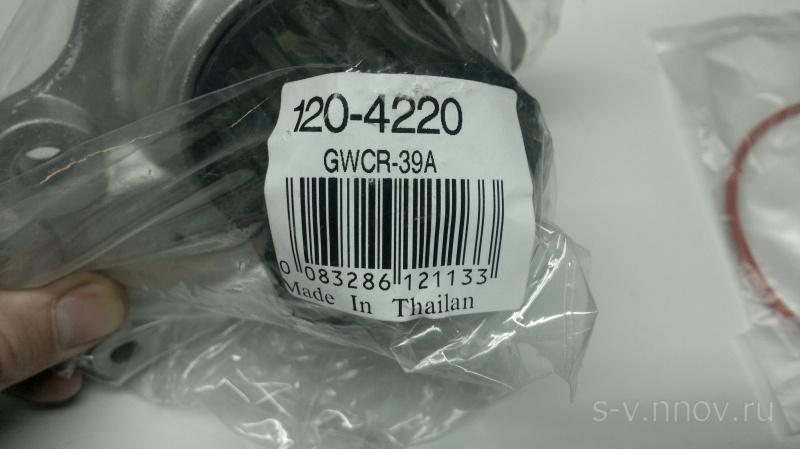 120-4220
GWCR-39A
0 083286 121133
Made In Thailan
s-v.nnov.ru